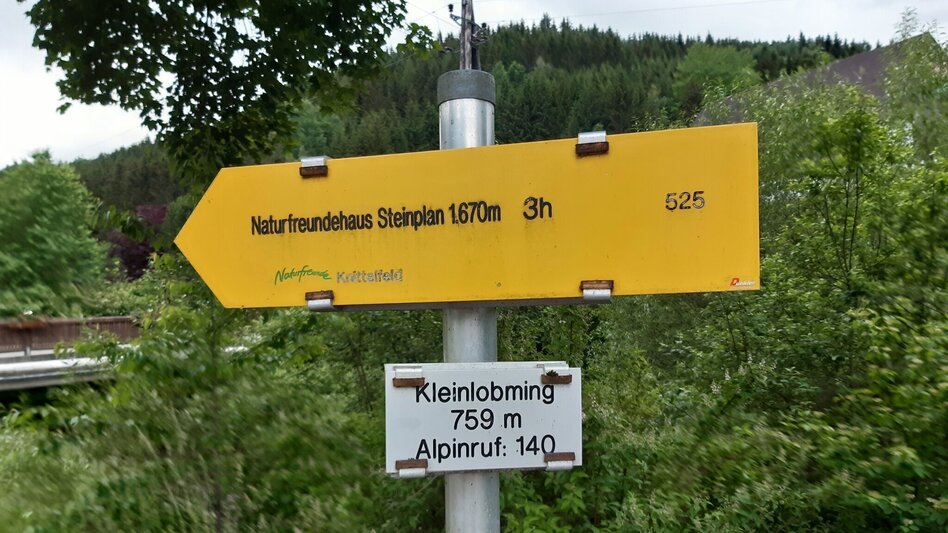 Naturfreundehaus Steinplan 1.670m 3h 525
Naturfreunde Knittelfeld
Kleinlobming
759 m
Alpinruf: 140